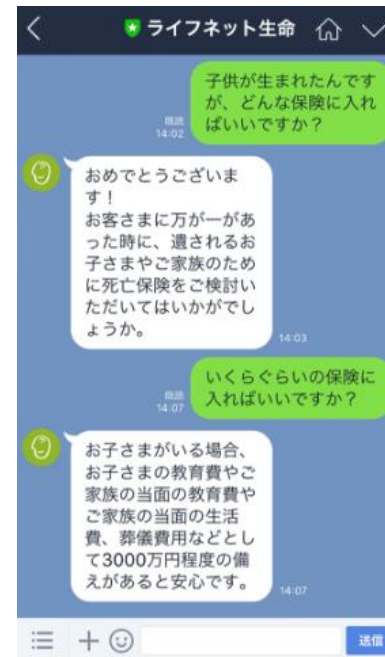 ライフネット生命
子供が生まれたんです
が、どんな保険に入れ
ばいいですか?
既読
14:02
おめでとうございま
す!
お客さまに万が一があ
った時に、遺されるお
子さまやご家族のため
に死亡保険をご検討い
ただいてはいかがでし
ょうか。
14:03
いくらぐらいの保険に
入ればいいですか?
既読
14:07
お子さまがいる場合、
お子さまの教育費やご
家族の当面の教育費や
ご家族の当面の生活
費、葬儀費用などとし
て3000万円程度の備
えがあると安心です。
14:07
送信